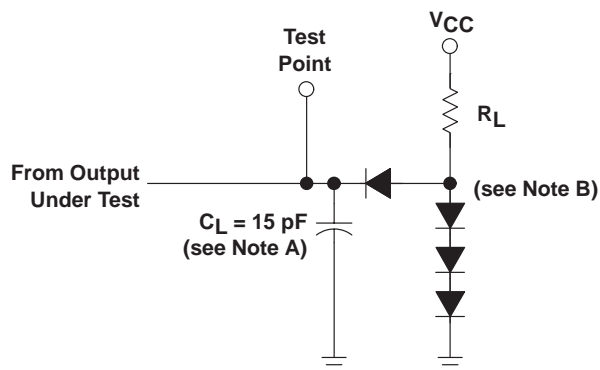 Test
Point
VCC
RL
From Output
Under Test
(see Note B)
CL = 15 pF
(see Note A)